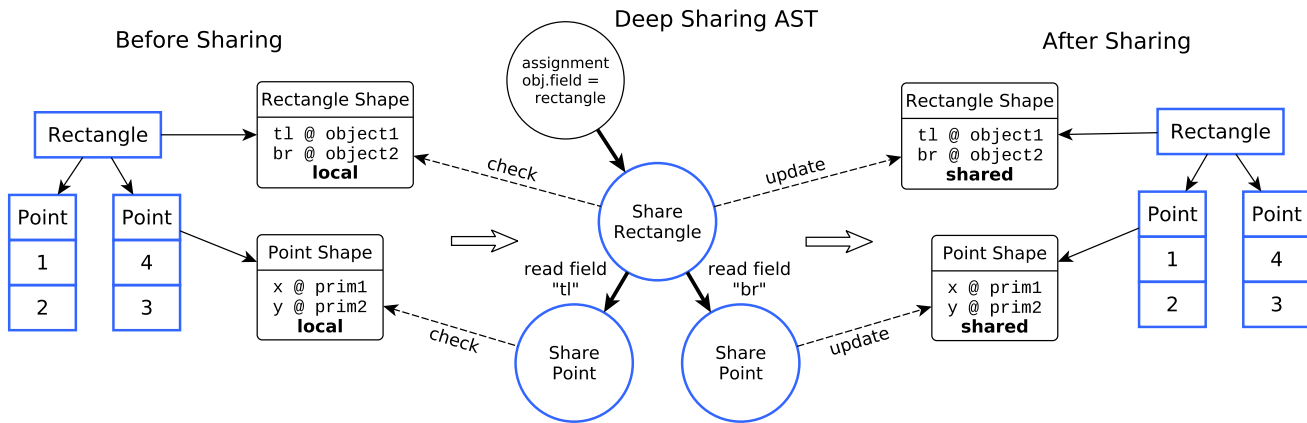 Before Sharing
Deep Sharing AST
After Sharing
Rectangle
Point
1
2
Point
4
3
Rectangle Shape
tl @ object1
br @ object2
local
Point Shape
x @ prim1
y @ prim2
local
check
check
assignment
obj.field =
rectangle
Share
Rectangle
read field
"tl"
read field
"br"
Share
Point
Share
Point
update
update
Rectangle Shape
tl @ object1
br @ object2
shared
Point Shape
x @ prim1
y @ prim2
shared
Rectangle
Point
1
2
Point
4
3